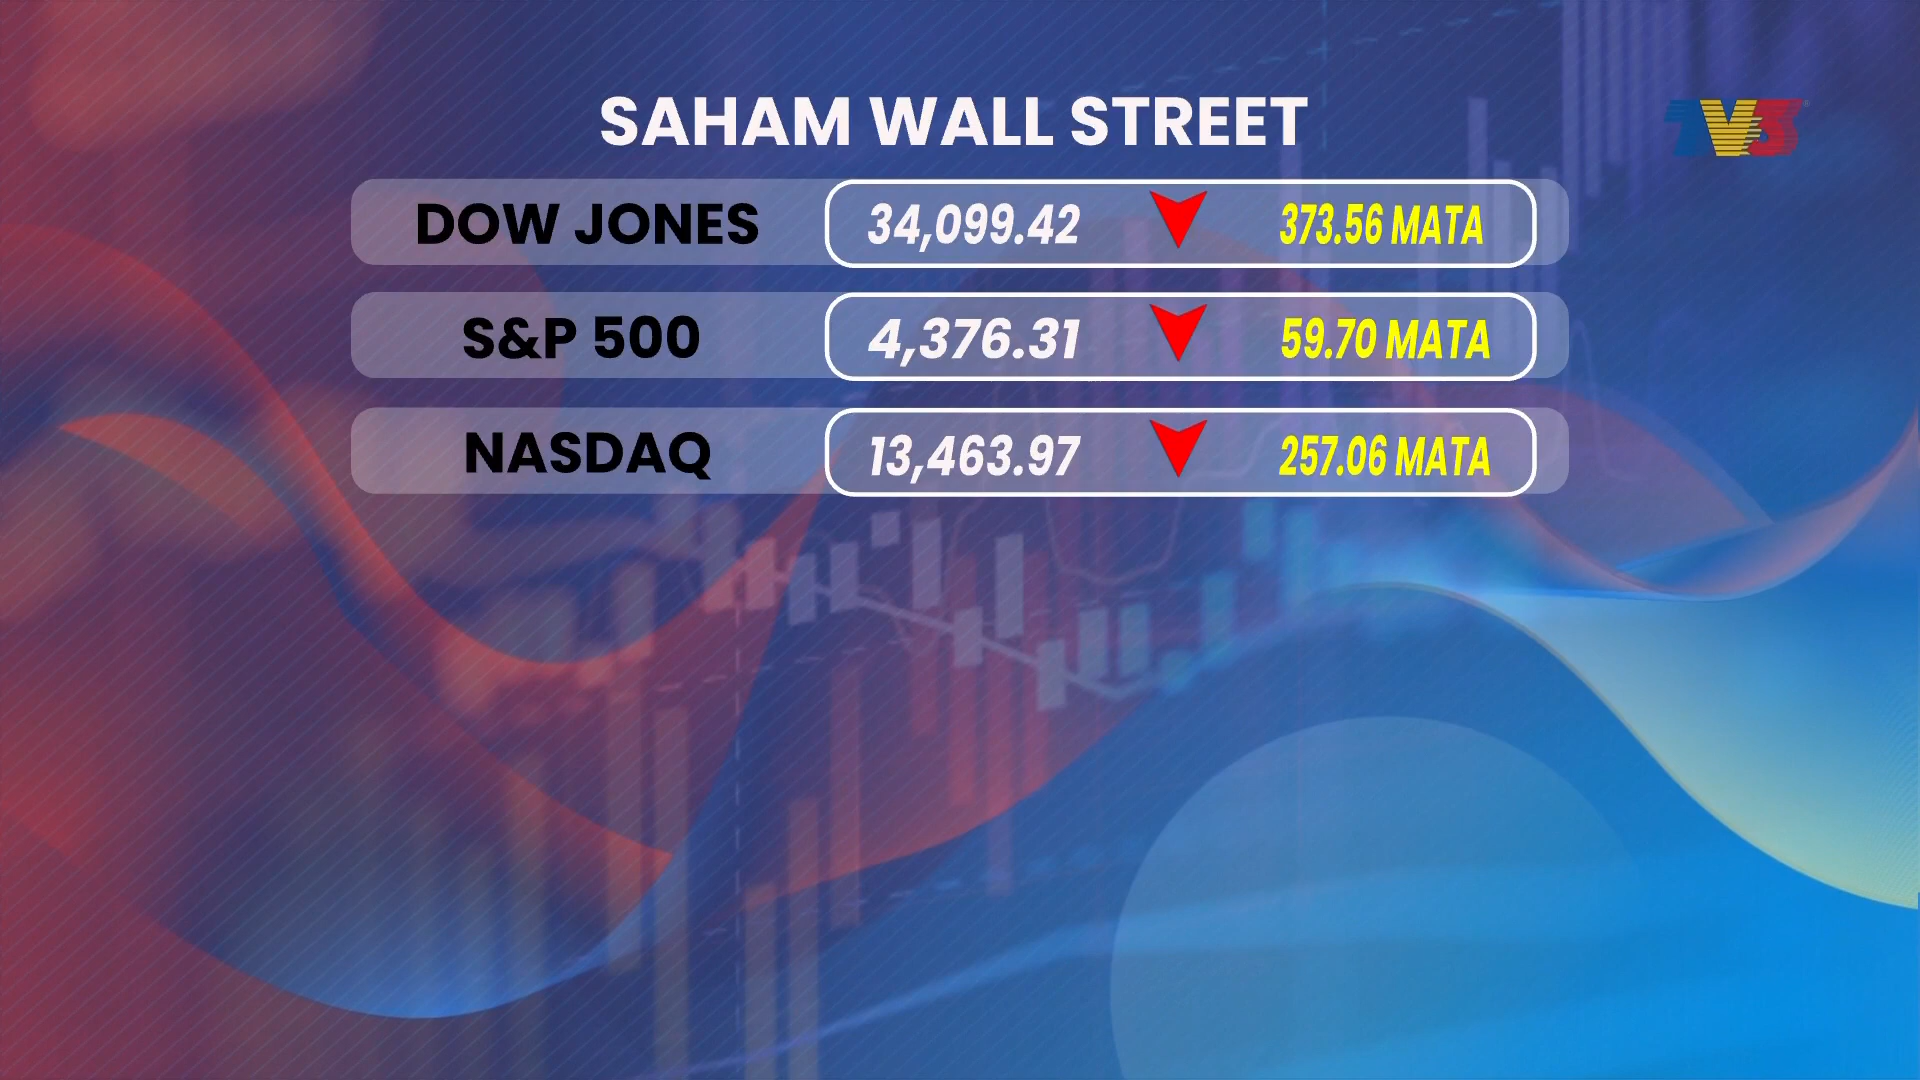 SAHAM WALL STREET
TV3
DOW JONES 34,099.42 373.56 MATA
S&P 500 4,376.31 59.70 MATA
NASDAQ 13,463.97 257.06 MATA